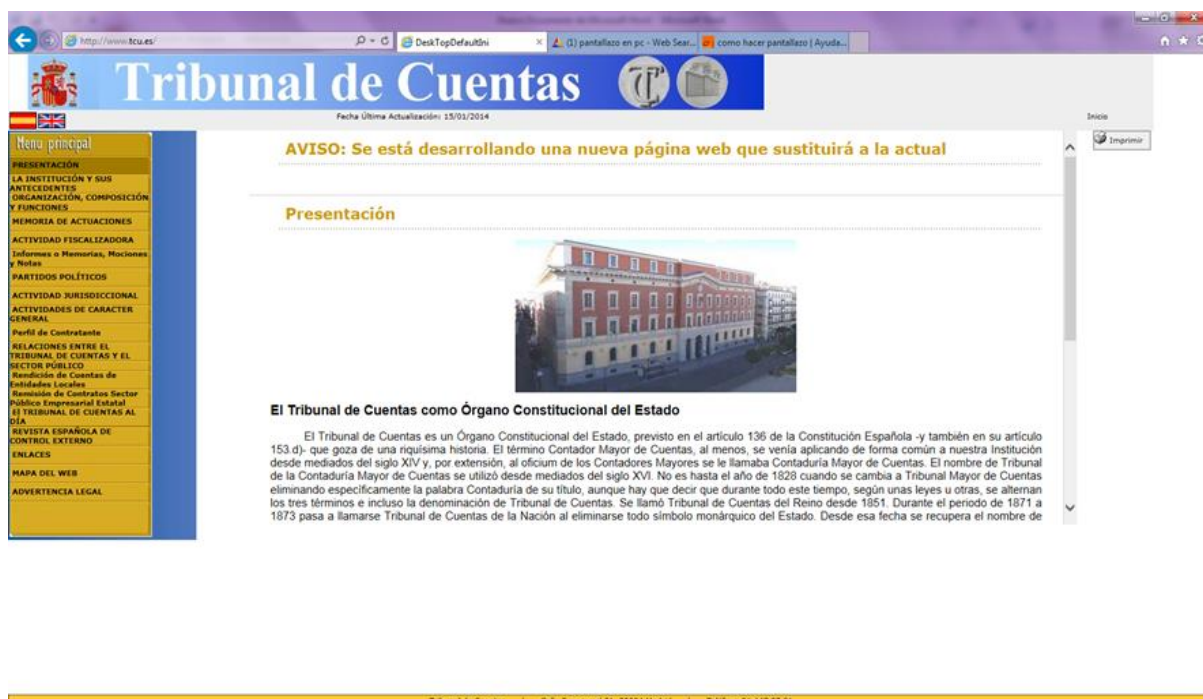 http://www.tcu.es/
DeskTopDefaultIni
(1) pantallazo en pc - Web Sear...
como hacer pantallazo | Ayuda...
Tribunal de Cuentas
Fecha Última Actualización: 15/01/2014
Inicio
Imprimir
Menu principal
PRESENTACIÓN
LA INSTITUCIÓN Y SUS
ANTECEDENTES
ORGANIZACIÓN, COMPOSICIÓN
Y FUNCIONES
MEMORIA DE ACTUACIONES
ACTIVIDAD FISCALIZADORA
Informes o Memorias, Mociones
y Notas
PARTIDOS POLÍTICOS
ACTIVIDAD JURISDICCIONAL
ACTIVIDADES DE CARACTER
GENERAL
Perfil de Contratante
RELACIONES ENTRE EL
TRIBUNAL DE CUENTAS Y EL
SECTOR PÚBLICO
Rendición de Cuentas de
Entidades Locales
Remisión de Contratos Sector
Público Empresarial Estatal
El TRIBUNAL DE CUENTAS AL
DÍA
REVISTA ESPAÑOLA DE
CONTROL EXTERNO
ENLACES
MAPA DEL WEB
ADVERTENCIA LEGAL
AVISO: Se está desarrollando una nueva página web que sustituirá a la actual
Presentación
El Tribunal de Cuentas como Órgano Constitucional del Estado
El Tribunal de Cuentas es un Órgano Constitucional del Estado, previsto en el artículo 136 de la Constitución Española -y también en su artículo
153.d)- que goza de una riquísima historia. El término Contador Mayor de Cuentas, al menos, se venía aplicando de forma común a nuestra Institución
desde mediados del siglo XIV y, por extensión, al oficium de los Contadores Mayores se le llamaba Contaduría Mayor de Cuentas. El nombre de Tribunal
de la Contaduría Mayor de Cuentas se utilizó desde mediados del siglo XVI. No es hasta el año de 1828 cuando se cambia a Tribunal Mayor de Cuentas
eliminando específicamente la palabra Contaduría de su título, aunque hay que decir que durante todo este tiempo, según unas leyes u otras, se alternan
los tres términos e incluso la denominación de Tribunal de Cuentas. Se llamó Tribunal de Cuentas del Reino desde 1851. Durante el periodo de 1871 a
1873 pasa a llamarse Tribunal de Cuentas de la Nación al eliminarse todo símbolo monárquico del Estado. Desde esa fecha se recupera el nombre de